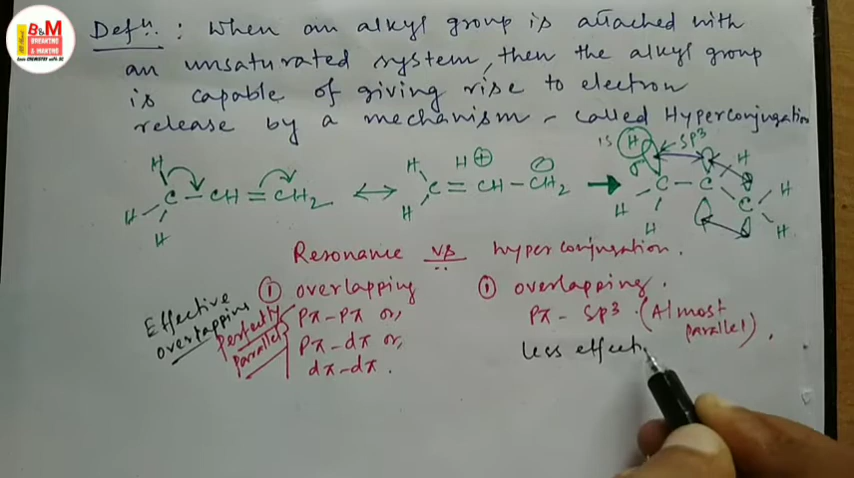 B&M
BREAKING
& MAKING
Defn. : When an alkyl group is attached with
an unsaturated system, then the alkyl group
is capable of giving rise to electron
release by a mechanism - called Hyperconjugation
H H C - CH = CH2 H
H H⊕ C = CH - CH2 H
1S H sp3 σ C - C H C H H H H
Resonance vs hyperconjugation.
① overlapping
pπ - pπ or,
pπ - dπ or,
dπ - dπ.
Effective
overlapping
Perfectly
Parallel
① overlapping.
pπ - sp3. (Almost
parallel).
less effecti